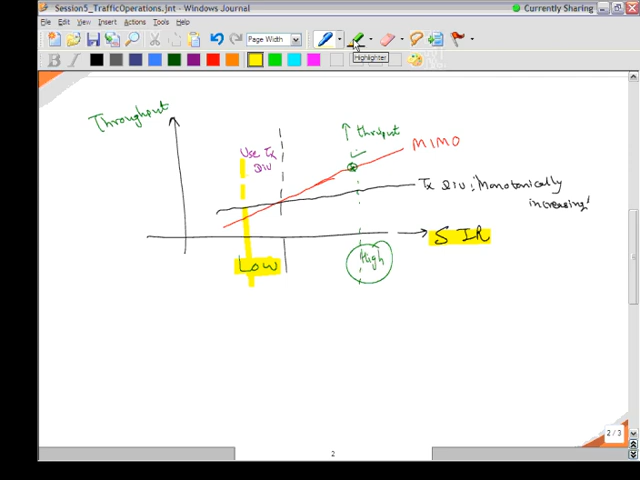 Session5_TrafficOperations.jnt - Windows Journal
Currently Sharing
File Edit View Insert Actions Tools Help
Page Width
B I
Highlighter
Throughput
↑ thruput
MIMO
Use Tx
DIV
Tx DIV: 'Monotonically
increasing'
SIR
Low
High
2 / 3
2